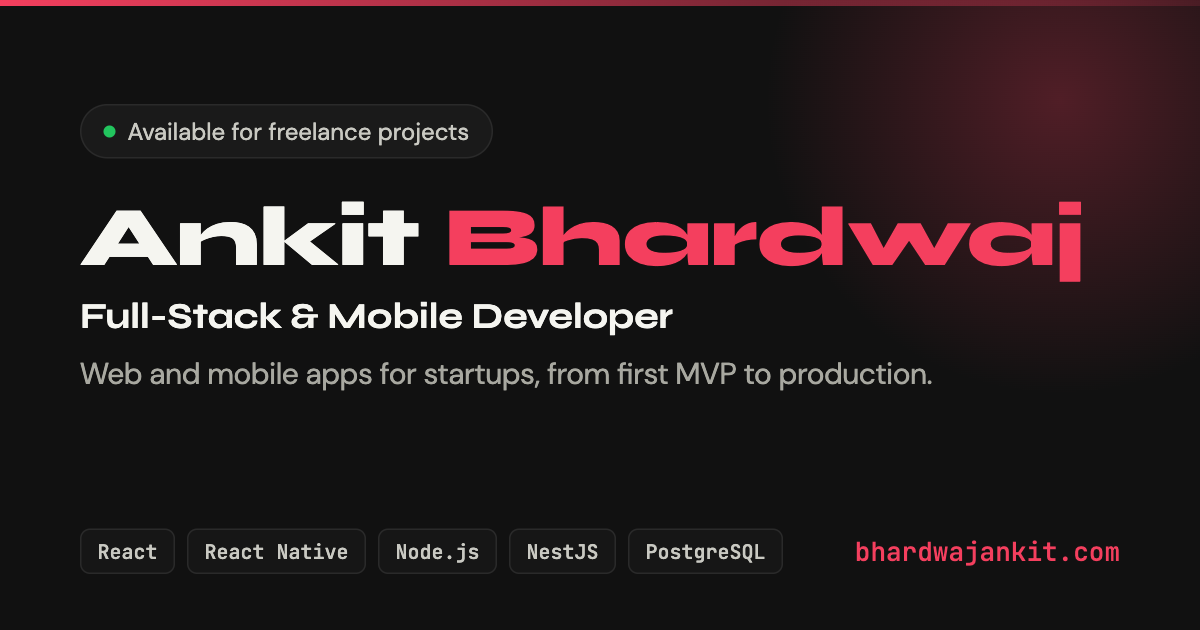 Available for freelance projects
Ankit Bhardwaj
Full-Stack & Mobile Developer
Web and mobile apps for startups, from first MVP to production.
React React Native Node.js NestJS PostgreSQL bhardwajankit.com